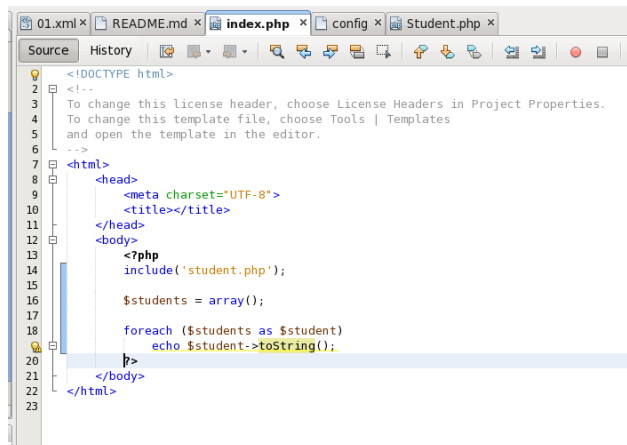 01.xml README.md index.php config Student.php
Source History
<!DOCTYPE html>
2 <!--
3 To change this license header, choose License Headers in Project Properties.
4 To change this template file, choose Tools | Templates
5 and open the template in the editor.
6 -->
7 <html>
8 <head>
9 <meta charset="UTF-8">
10 <title></title>
11 </head>
12 <body>
13 <?php
14 include('student.php');
15
16 $students = array();
17
18 foreach ($students as $student)
echo $student->toString();
20 ?>
21 </body>
22 </html>
23